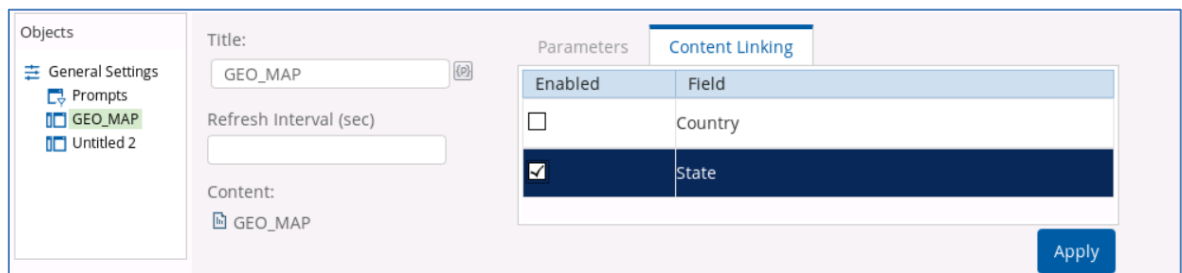 Objects
General Settings
Prompts
GEO_MAP
Untitled 2
Title:
GEO_MAP
{p}
Refresh Interval (sec)
Content:
GEO_MAP
Parameters
Content Linking
Enabled Field
Country
State
Apply